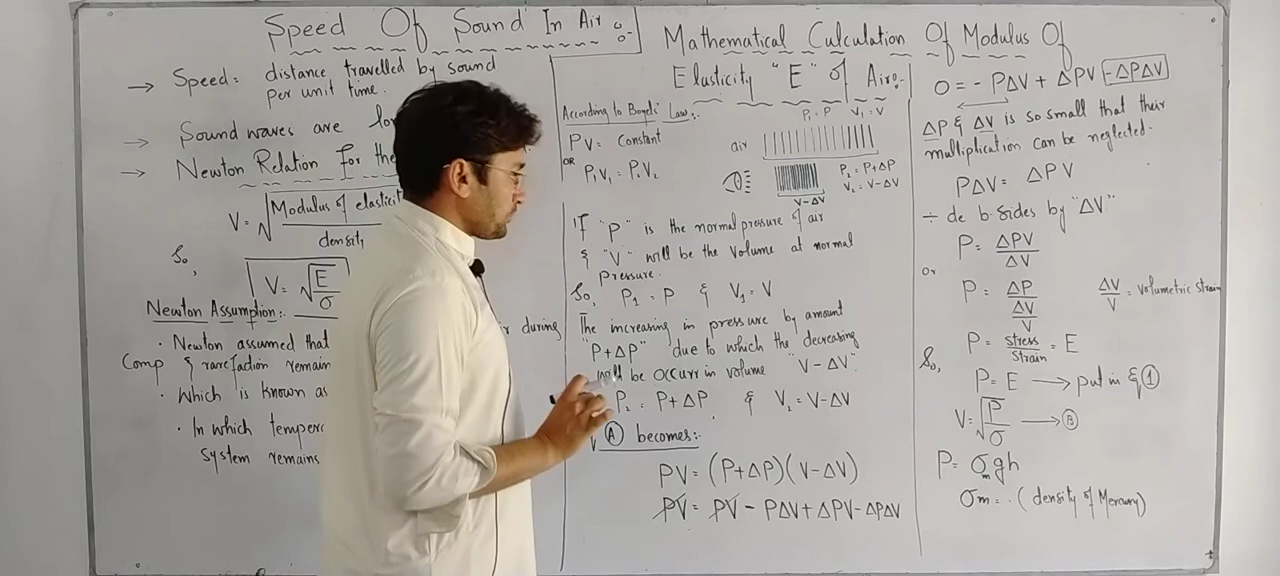 Speed Of Sound In Air :-
→ Speed: distance travelled by sound
per unit time.
→ Sound waves are
→ Newton Relation for the
V = √Modulus of elasticit / density
So,
V = √E/σ
Newton Assumption:-
· Newton assumed that r during
Comp & rarefaction remain
· Which is known as
· In which temper
System remains
Mathematical Calculation Of Modulus Of
Elasticity "E" of Air:-
According to Boyel's Law:-
PV = Constant
OR
P₁V₁ = P₂V₂
P₁ = P V₁ = V
air
P₂ = P+ΔP
V₂ = V-ΔV
V-ΔV
If "P" is the normal pressure of air
& "V" will be the Volume at normal
Pressure.
So, P₁ = P & V₁ = V
The increasing in pressure by amount
"P+ΔP" due to which the decreasing
will be occurr in volume "V-ΔV".
P₂ = P+ΔP, & V₂ = V-ΔV
Ⓐ becomes:-
PV = (P+ΔP)(V-ΔV)
PV = PV - PΔV + ΔPV - ΔPΔV
0 = - PΔV + ΔPV - ΔPΔV
ΔP & ΔV is so small that their
multiplication can be neglected.
PΔV = ΔPV
÷ de b. sides by "ΔV"
P = ΔPV / ΔV
or
P = ΔP / ΔV/V ΔV/V = Volumetric Strain
P = stress/strain = E
So,
P = E → put in ①
V = √P/σ → Ⓑ
P = σₘgh
σm = (density of Mercury)